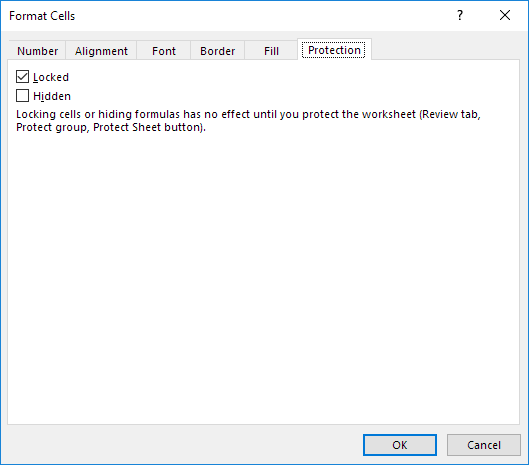 Format Cells
?
Number Alignment Font Border Fill Protection
Locked
Hidden
Locking cells or hiding formulas has no effect until you protect the worksheet (Review tab,
Protect group, Protect Sheet button).
OK Cancel